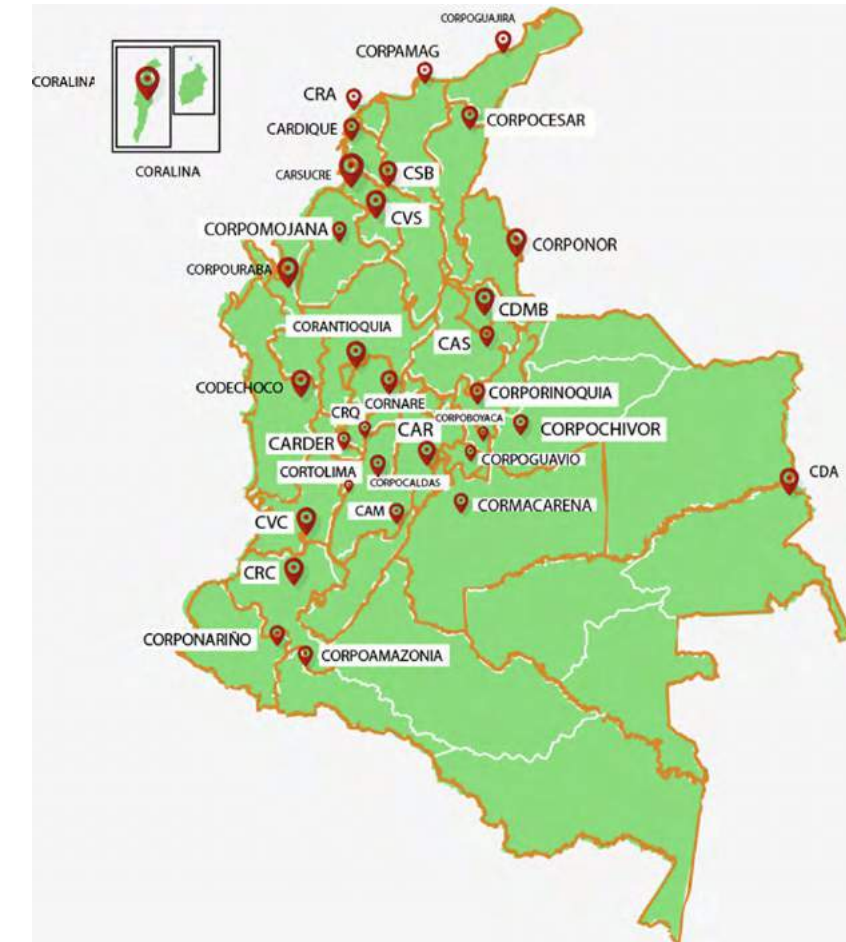 CORPOGUAJIRA
CORPAMAG
CORALINA
CRA
CORPOCESAR
CARDIQUE
CORALINA
CARSUCRE
CSB
CVS
CORPOMOJANA
CORPONOR
CORPOURABA
CDMB
CORANTIOQUIA
CAS
CODECHOCO
CORNARE
CORPORINOQUIA
CRQ
CORPOBOYACA
CAR
CORPOCHIVOR
CARDER
CORPOGUAVIO
CORTOLIMA
CORPOCALDAS
CDA
CAM
CORMACARENA
CVC
CRC
CORPONARIÑO
CORPOAMAZONIA